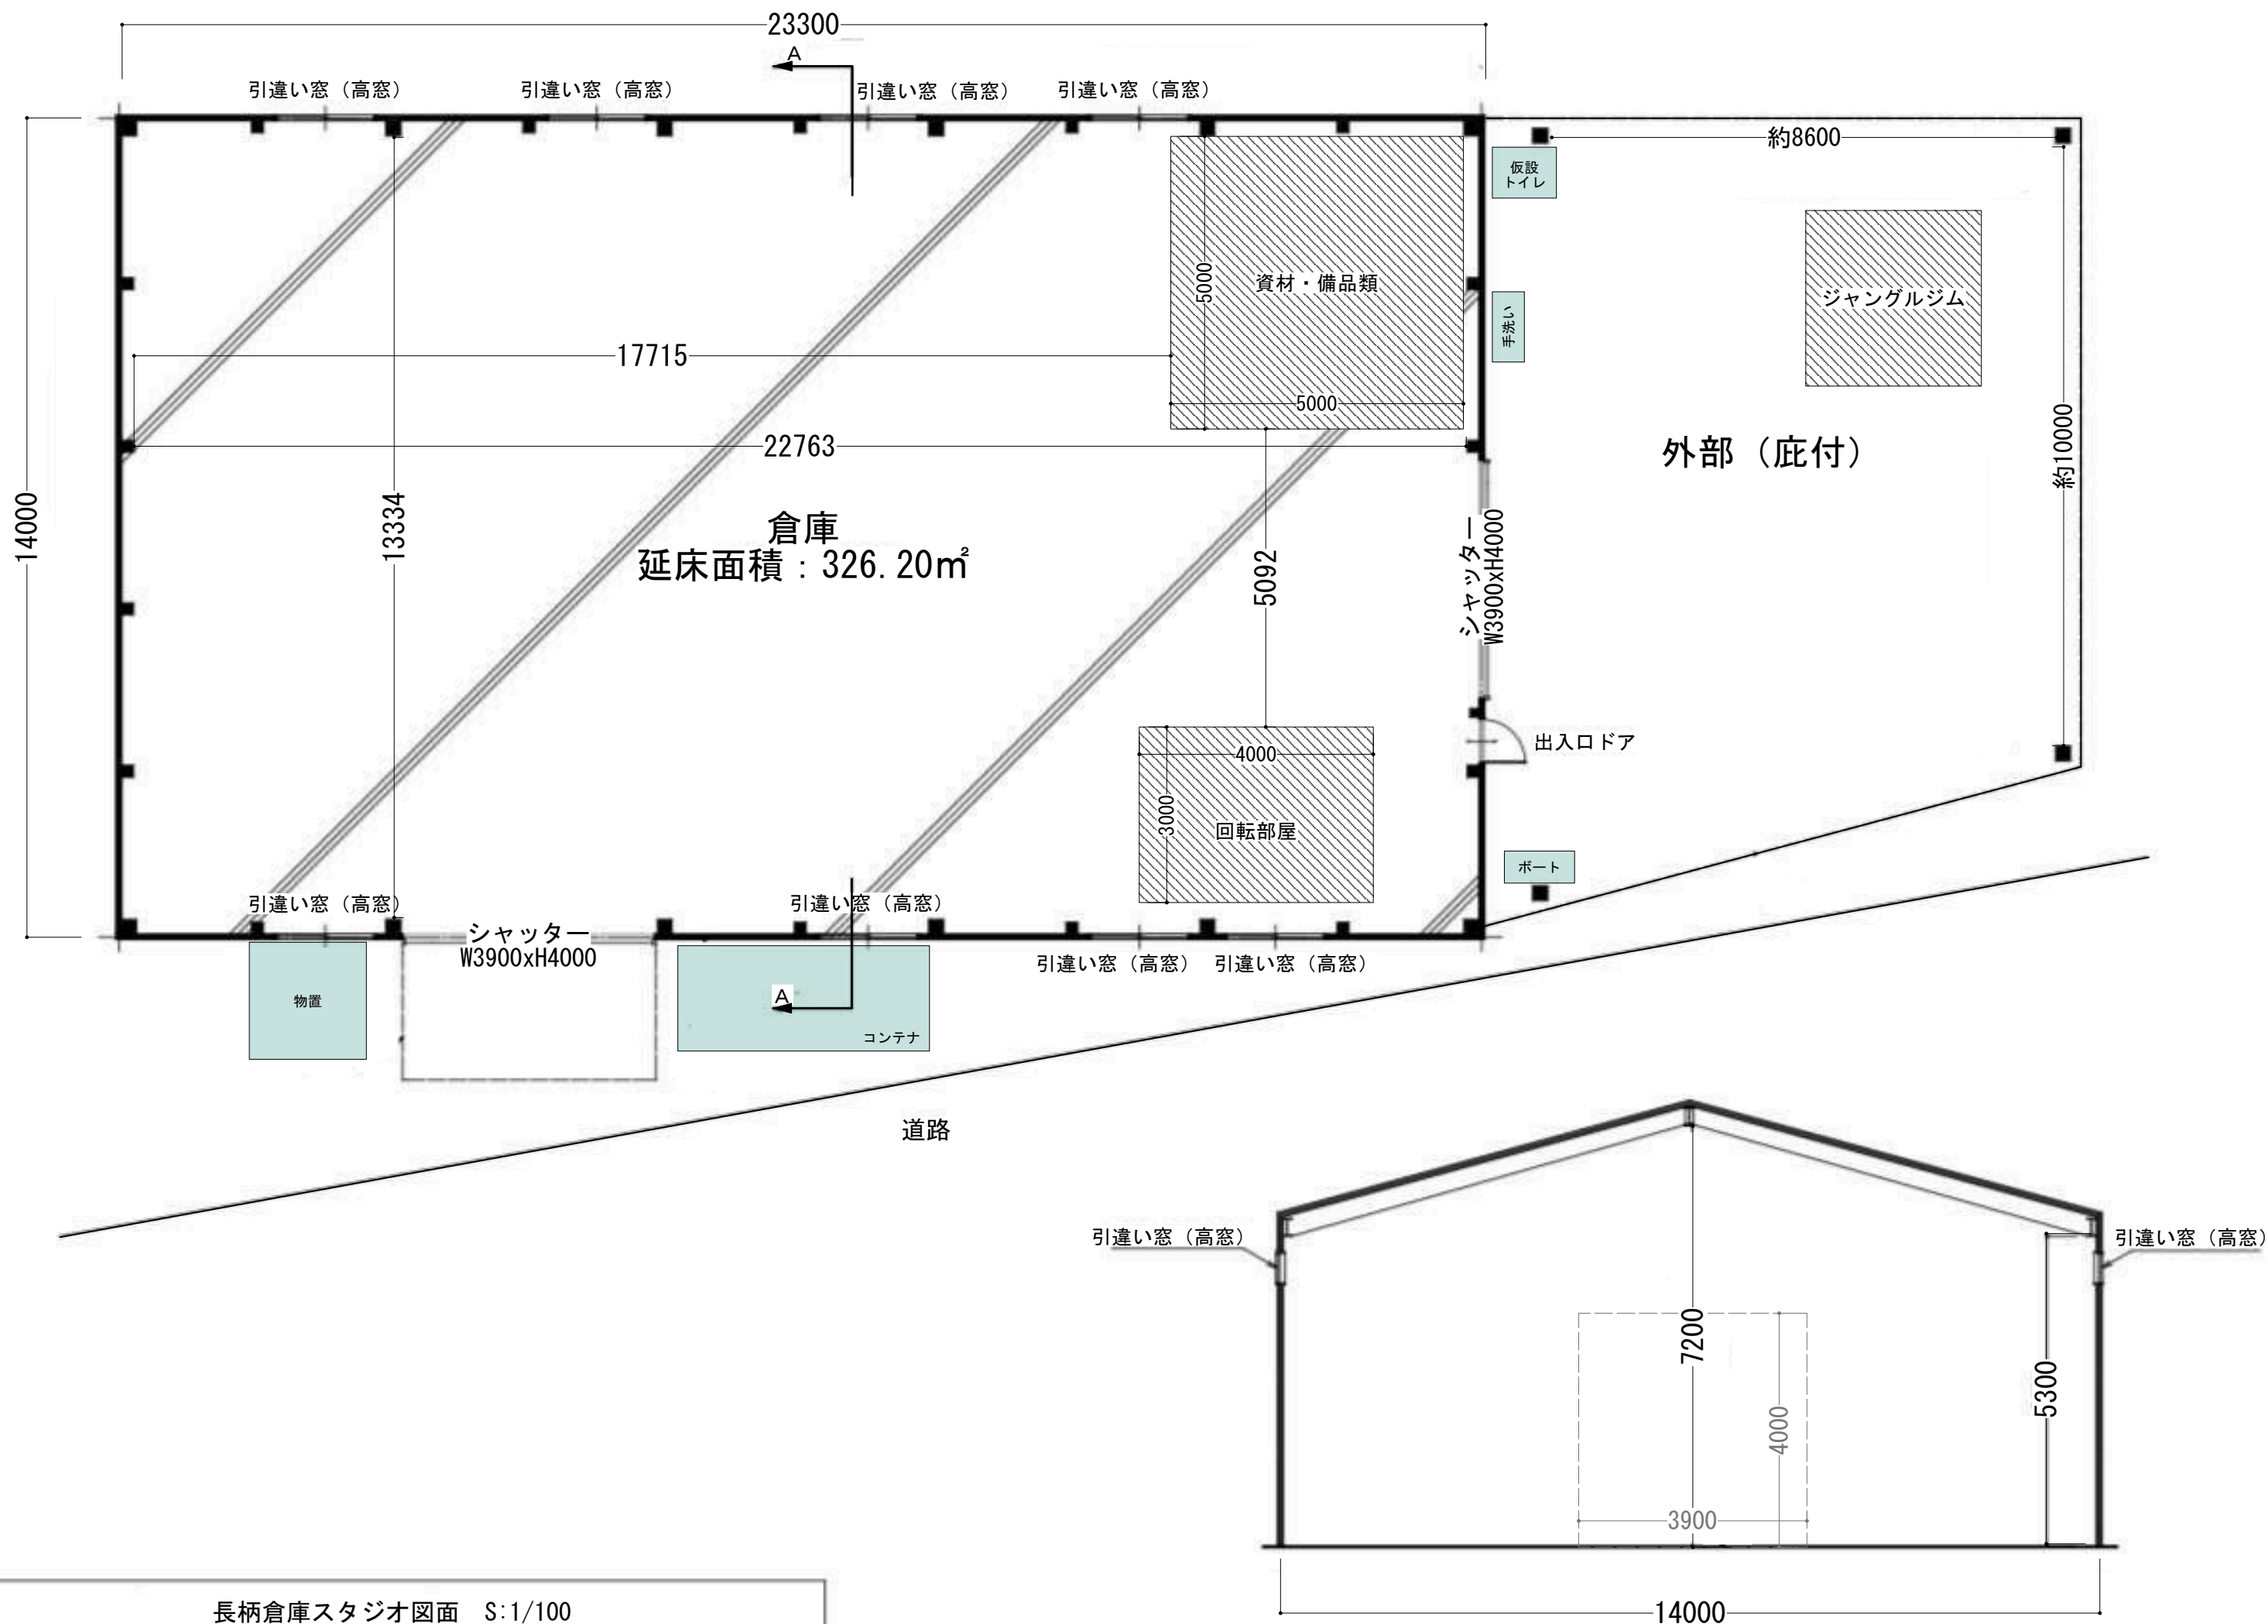 23300
A
引違い窓（高窓）
引違い窓（高窓）
引違い窓（高窓）
引違い窓（高窓）
約8600
仮設
トイレ
5000
資材・備品類
ジャングルジム
手洗い
17715
5000
約10000
22763
外部（庇付）
14000
13334
倉庫
延床面積：326.20㎡
5092
シャッター
W3900xH4000
出入口ドア
4000
3000
回転部屋
ボート
引違い窓（高窓）
引違い窓（高窓）
シャッター
W3900xH4000
引違い窓（高窓）
引違い窓（高窓）
物置
A
コンテナ
道路
引違い窓（高窓）
引違い窓（高窓）
7200
5300
4000
3900
14000
長柄倉庫スタジオ図面　S:1/100